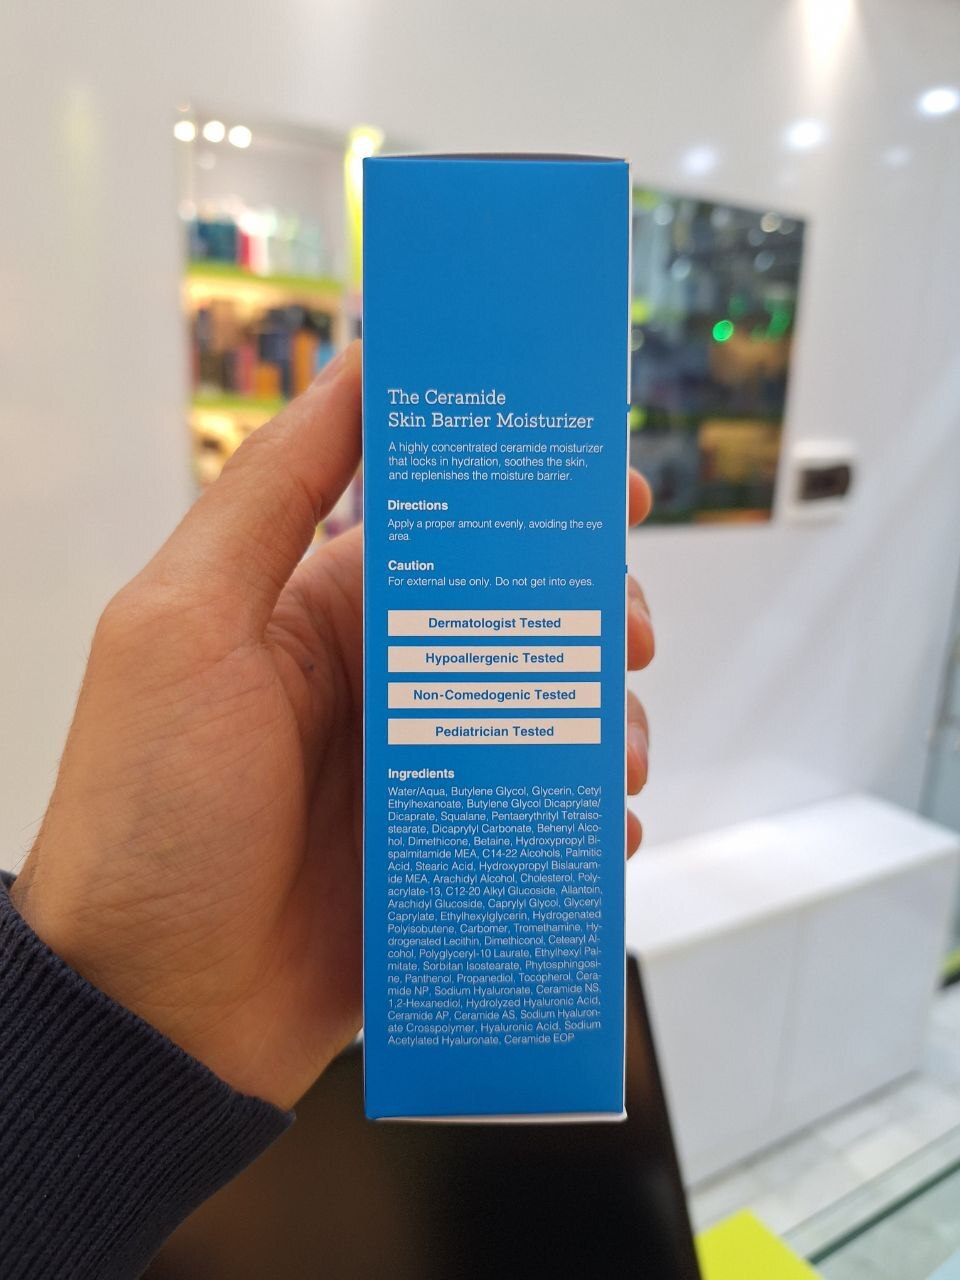 The Ceramide
Skin Barrier Moisturizer
A highly concentrated ceramide moisturizer
that locks in hydration, soothes the skin,
and replenishes the moisture barrier.
Directions
Apply a proper amount evenly, avoiding the eye
area.
Caution
For external use only. Do not get into eyes.
Dermatologist Tested
Hypoallergenic Tested
Non-Comedogenic Tested
Pediatrician Tested
Ingredients
Water/Aqua, Butylene Glycol, Glycerin, Cetyl
Ethylhexanoate, Butylene Glycol Dicaprylate/
Dicaprate, Squalane, Pentaerythrityl Tetraiso-
stearate, Dicaprylyl Carbonate, Behenyl Alco-
hol, Dimethicone, Betaine, Hydroxypropyl Bi-
spalmitamide MEA, C14-22 Alcohols, Palmitic
Acid, Stearic Acid, Hydroxypropyl Bislauram-
ide MEA, Arachidyl Alcohol, Cholesterol, Poly-
acrylate-13, C12-20 Alkyl Glucoside, Allantoin,
Arachidyl Glucoside, Caprylyl Glycol, Glyceryl
Caprylate, Ethylhexylglycerin, Hydrogenated
Polyisobutene, Carbomer, Tromethamine, Hy-
drogenated Lecithin, Dimethiconol, Cetearyl Al-
cohol, Polyglyceryl-10 Laurate, Ethylhexyl Pal-
mitate, Sorbitan Isostearate, Phytosphingosi-
ne, Panthenol, Propanediol, Tocopherol, Cera-
mide NP, Sodium Hyaluronate, Ceramide NS,
1,2-Hexanediol, Hydrolyzed Hyaluronic Acid,
Ceramide AP, Ceramide AS, Sodium Hyaluron-
ate Crosspolymer, Hyaluronic Acid, Sodium
Acetylated Hyaluronate, Ceramide EOP